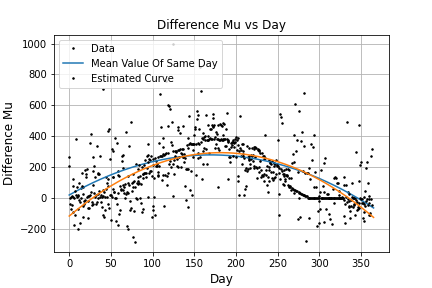 Difference Mu vs Day
1000
800
600
400
200
0
−200
Difference Mu
Data
Mean Value Of Same Day
Estimated Curve
0 50 100 150 200 250 300 350
Day